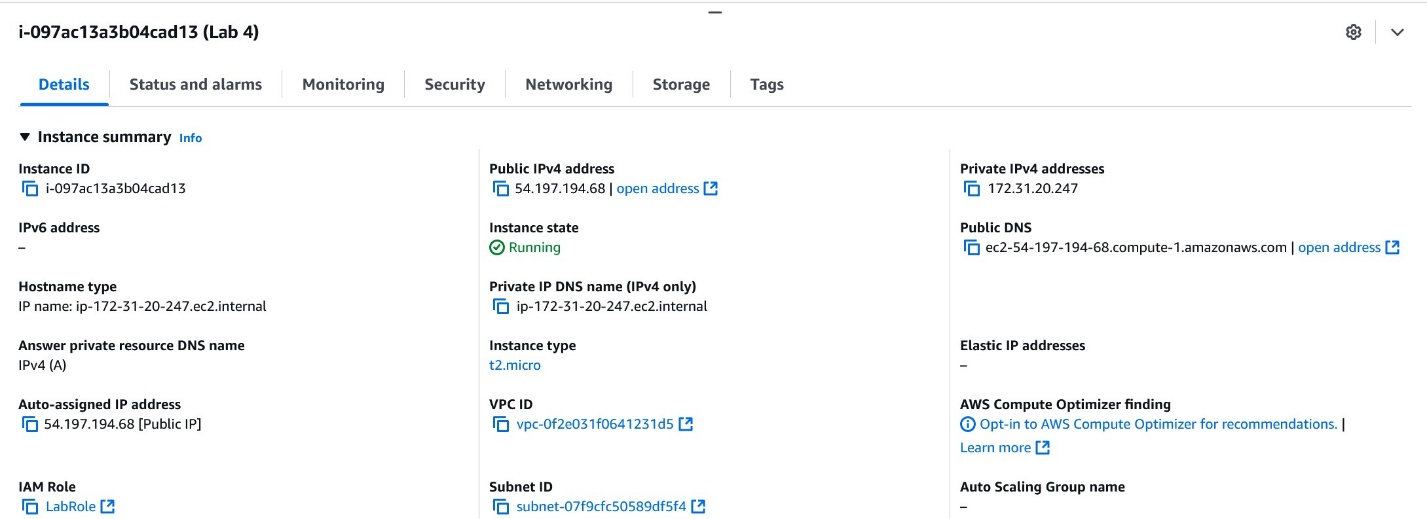 i-097ac13a3b04cad13 (Lab 4)
Details Status and alarms Monitoring Security Networking Storage Tags
Instance summary Info
Instance ID
i-097ac13a3b04cad13
Public IPv4 address
54.197.194.68 | open address
Private IPv4 addresses
172.31.20.247
IPv6 address
–
Instance state
Running
Public DNS
ec2-54-197-194-68.compute-1.amazonaws.com | open address
Hostname type
IP name: ip-172-31-20-247.ec2.internal
Private IP DNS name (IPv4 only)
ip-172-31-20-247.ec2.internal
Answer private resource DNS name
IPv4 (A)
Instance type
t2.micro
Elastic IP addresses
–
Auto-assigned IP address
54.197.194.68 [Public IP]
VPC ID
vpc-0f2e031f0641231d5
AWS Compute Optimizer finding
Opt-in to AWS Compute Optimizer for recommendations. |
Learn more
IAM Role
LabRole
Subnet ID
subnet-07f9cfc50589df5f4
Auto Scaling Group name
–